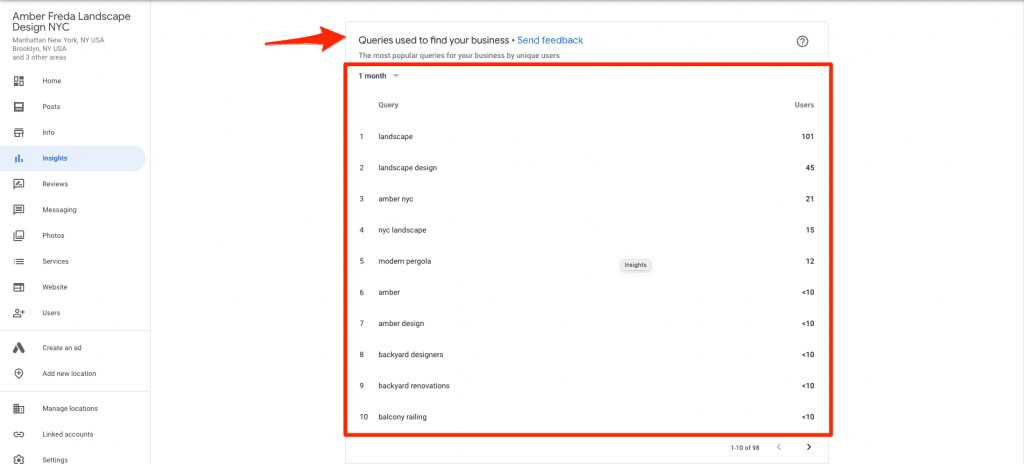 Amber Freda Landscape
Design NYC
Manhattan New York, NY USA
Brooklyn, NY USA
and 3 other areas
Home
Posts
Info
Insights
Reviews
Messaging
Photos
Services
Website
Users
Create an ad
Add new location
Manage locations
Linked accounts
Settings
Queries used to find your business • Send feedback
The most popular queries for your business by unique users
1 month
Query Users
1 landscape 101
2 landscape design 45
3 amber nyc 21
4 nyc landscape 15
5 modern pergola 12
Insights
6 amber <10
7 amber design <10
8 backyard designers <10
9 backyard renovations <10
10 balcony railing <10
1-10 of 98